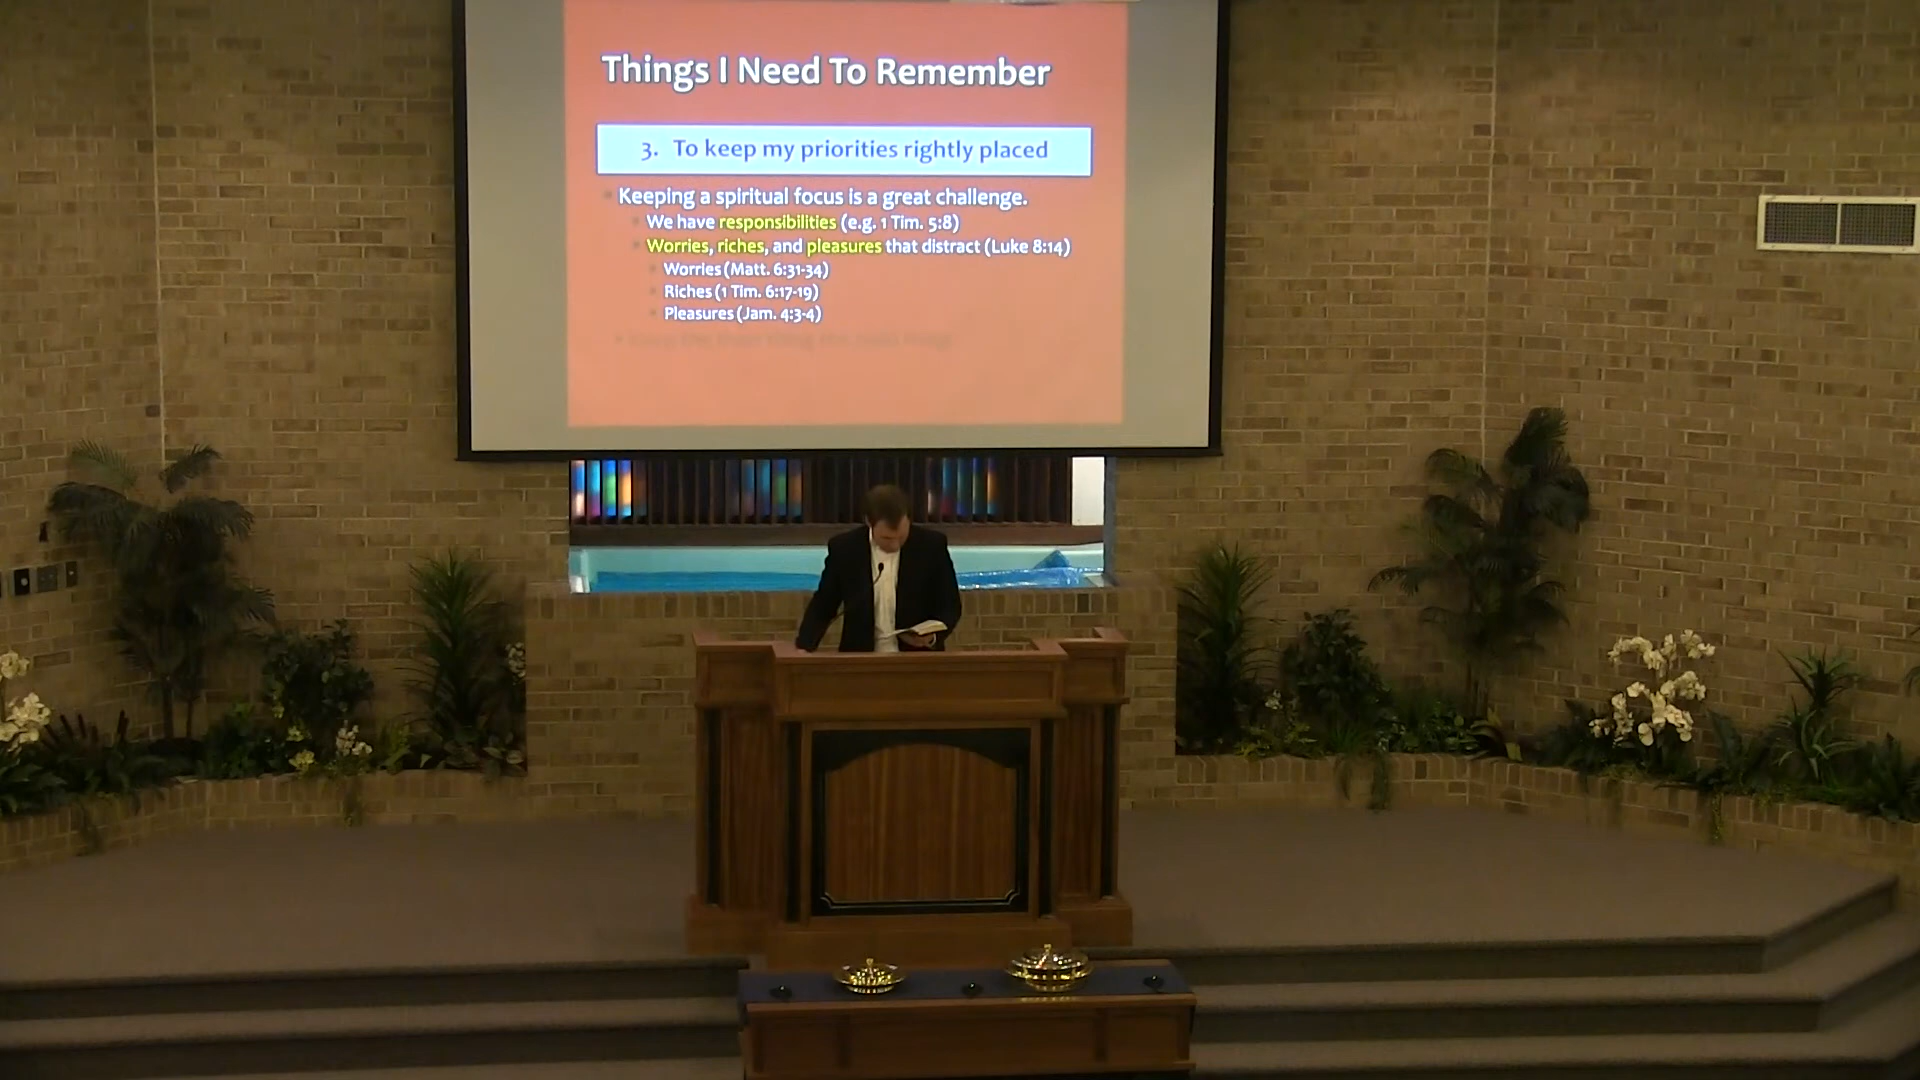 Things I Need To Remember
3. To keep my priorities rightly placed
Keeping a spiritual focus is a great challenge.
We have responsibilities (e.g. 1 Tim. 5:8)
Worries, riches, and pleasures that distract (Luke 8:14)
Worries (Matt. 6:31-34)
Riches (1 Tim. 6:17-19)
Pleasures (Jam. 4:3-4)